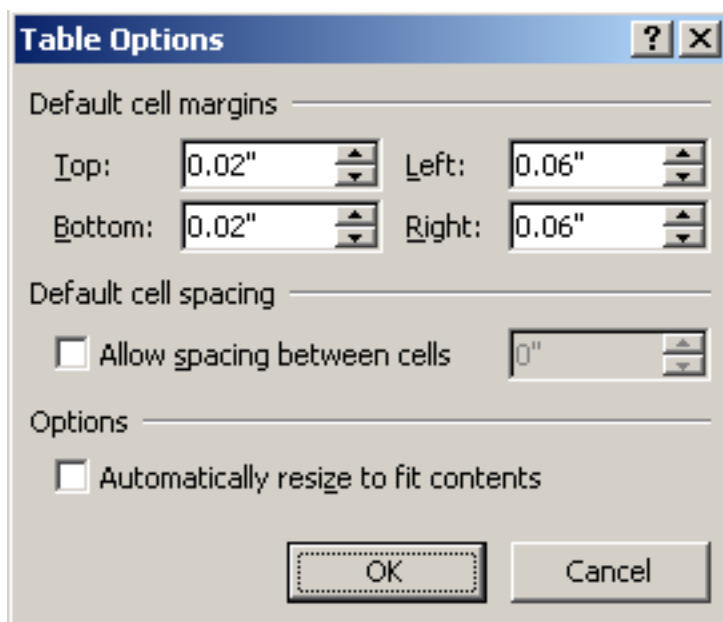 Table Options
Default cell margins
Top: 0.02" Left: 0.06"
Bottom: 0.02" Right: 0.06"
Default cell spacing
Allow spacing between cells 0"
Options
Automatically resize to fit contents
OK Cancel